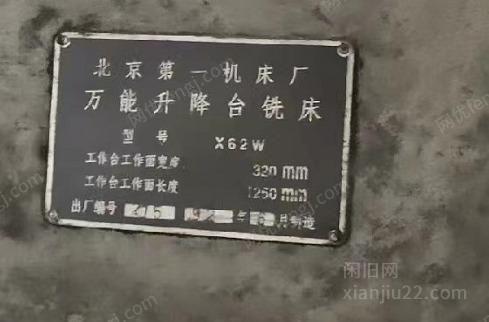 北京第一机床厂
万能升降台铣床
型号 X62W
工作台工作面宽度 320 mm
工作台工作面长度 1250 mm
出厂编号 年 月制造
闲旧网
xianjiu22.com